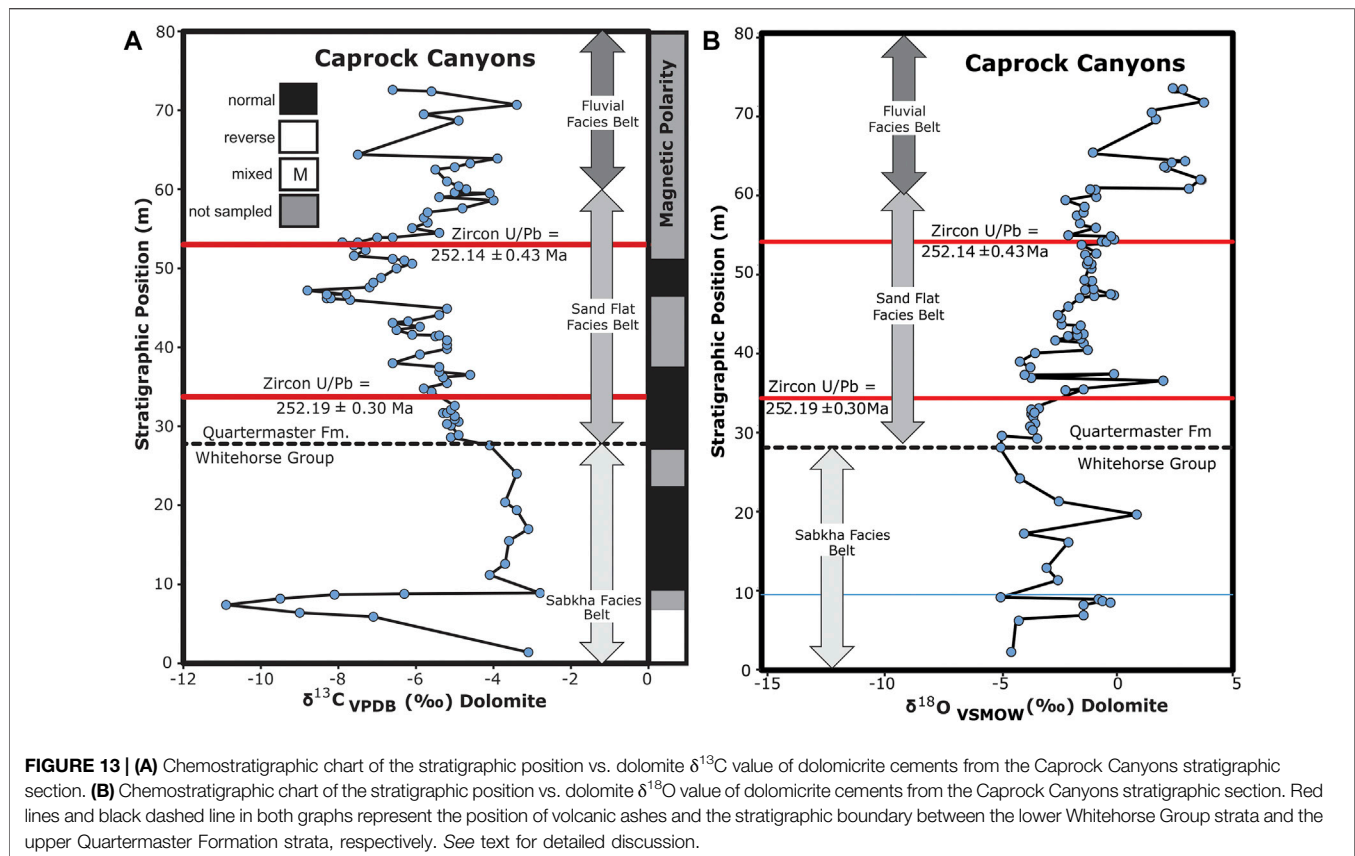 A
Caprock Canyons
normal
reverse
mixed M
not sampled
Fluvial
Facies Belt
Magnetic Polarity
Zircon U/Pb =
252.14 ± 0.43 Ma
Sand Flat
Facies Belt
Zircon U/Pb =
252.19 ± 0.30 Ma
Quartermaster Fm.
Whitehorse Group
Sabkha Facies
Belt
Stratigraphic Position (m)
80
70
60
50
40
30
20
10
0
-12 -10 -8 -6 -4 -2 0
δ13C VPDB (‰) Dolomite
B
Caprock Canyons
Fluvial
Facies Belt
Zircon U/Pb =
252.14 ± 0.43Ma
Sand Flat
Facies Belt
Zircon U/Pb =
252.19 ± 0.30Ma
Quartermaster Fm
Whitehorse Group
Sabkha Facies
Belt
Stratigraphic Position (m)
80
70
60
50
40
30
20
10
0
-15 -10 -5 0 5
δ18O VSMOW (‰) Dolomite
FIGURE 13 | (A) Chemostratigraphic chart of the stratigraphic position vs. dolomite δ13C value of dolomicrite cements from the Caprock Canyons stratigraphic
section. (B) Chemostratigraphic chart of the stratigraphic position vs. dolomite δ18O value of dolomicrite cements from the Caprock Canyons stratigraphic section. Red
lines and black dashed line in both graphs represent the position of volcanic ashes and the stratigraphic boundary between the lower Whitehorse Group strata and the
upper Quartermaster Formation strata, respectively. See text for detailed discussion.